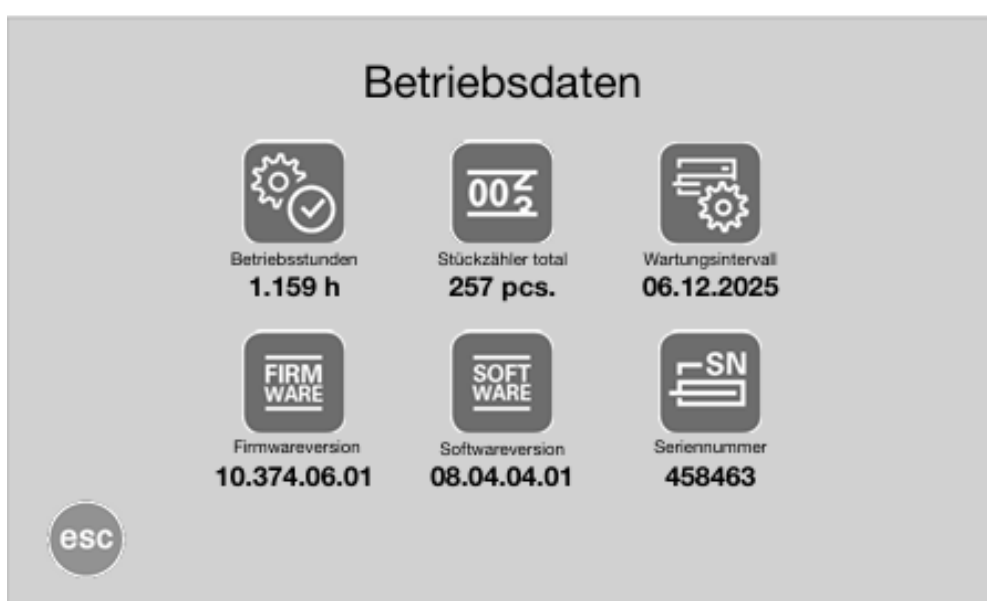 Betriebsdaten
Betriebsstunden
1.159 h
Stückzähler total
257 pcs.
Wartungsintervall
06.12.2025
FIRM
WARE
Firmwareversion
10.374.06.01
SOFT
WARE
Softwareversion
08.04.04.01
SN
Seriennummer
458463
esc